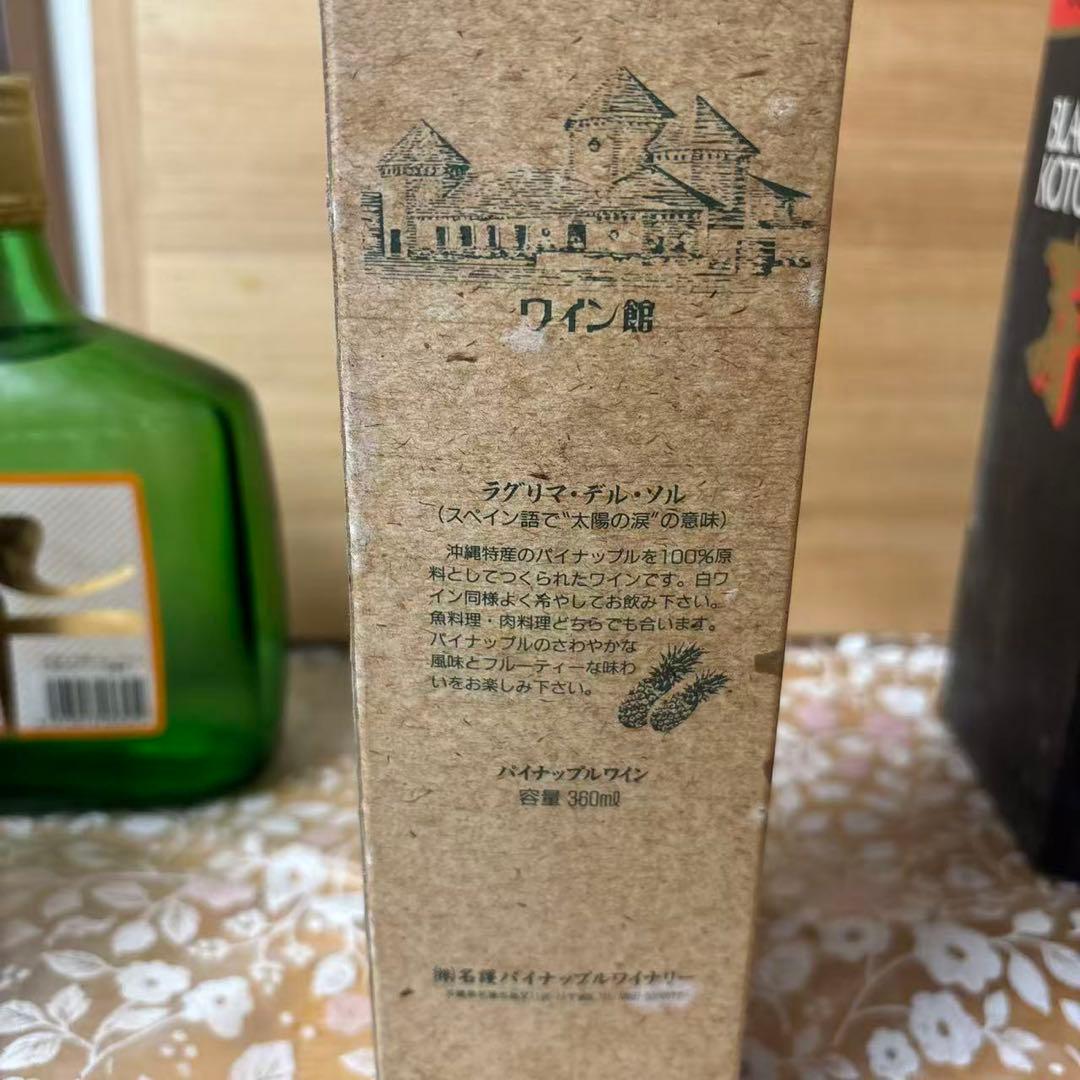 ワイン館
ラグリマ・デル・ソル
（スペイン語で“太陽の涙”の意味）
沖縄特産のパイナップルを100%原
料としてつくられたワインです。白ワ
イン同様よく冷やしてお飲み下さい。
魚料理・肉料理どちらでも合います。
パイナップルのさわやかな
風味とフルーティーな味わ
いをお楽しみ下さい。
パイナップルワイン
容量 360mℓ
㈱名護パイナップルワイナリー
BLA
KOTO